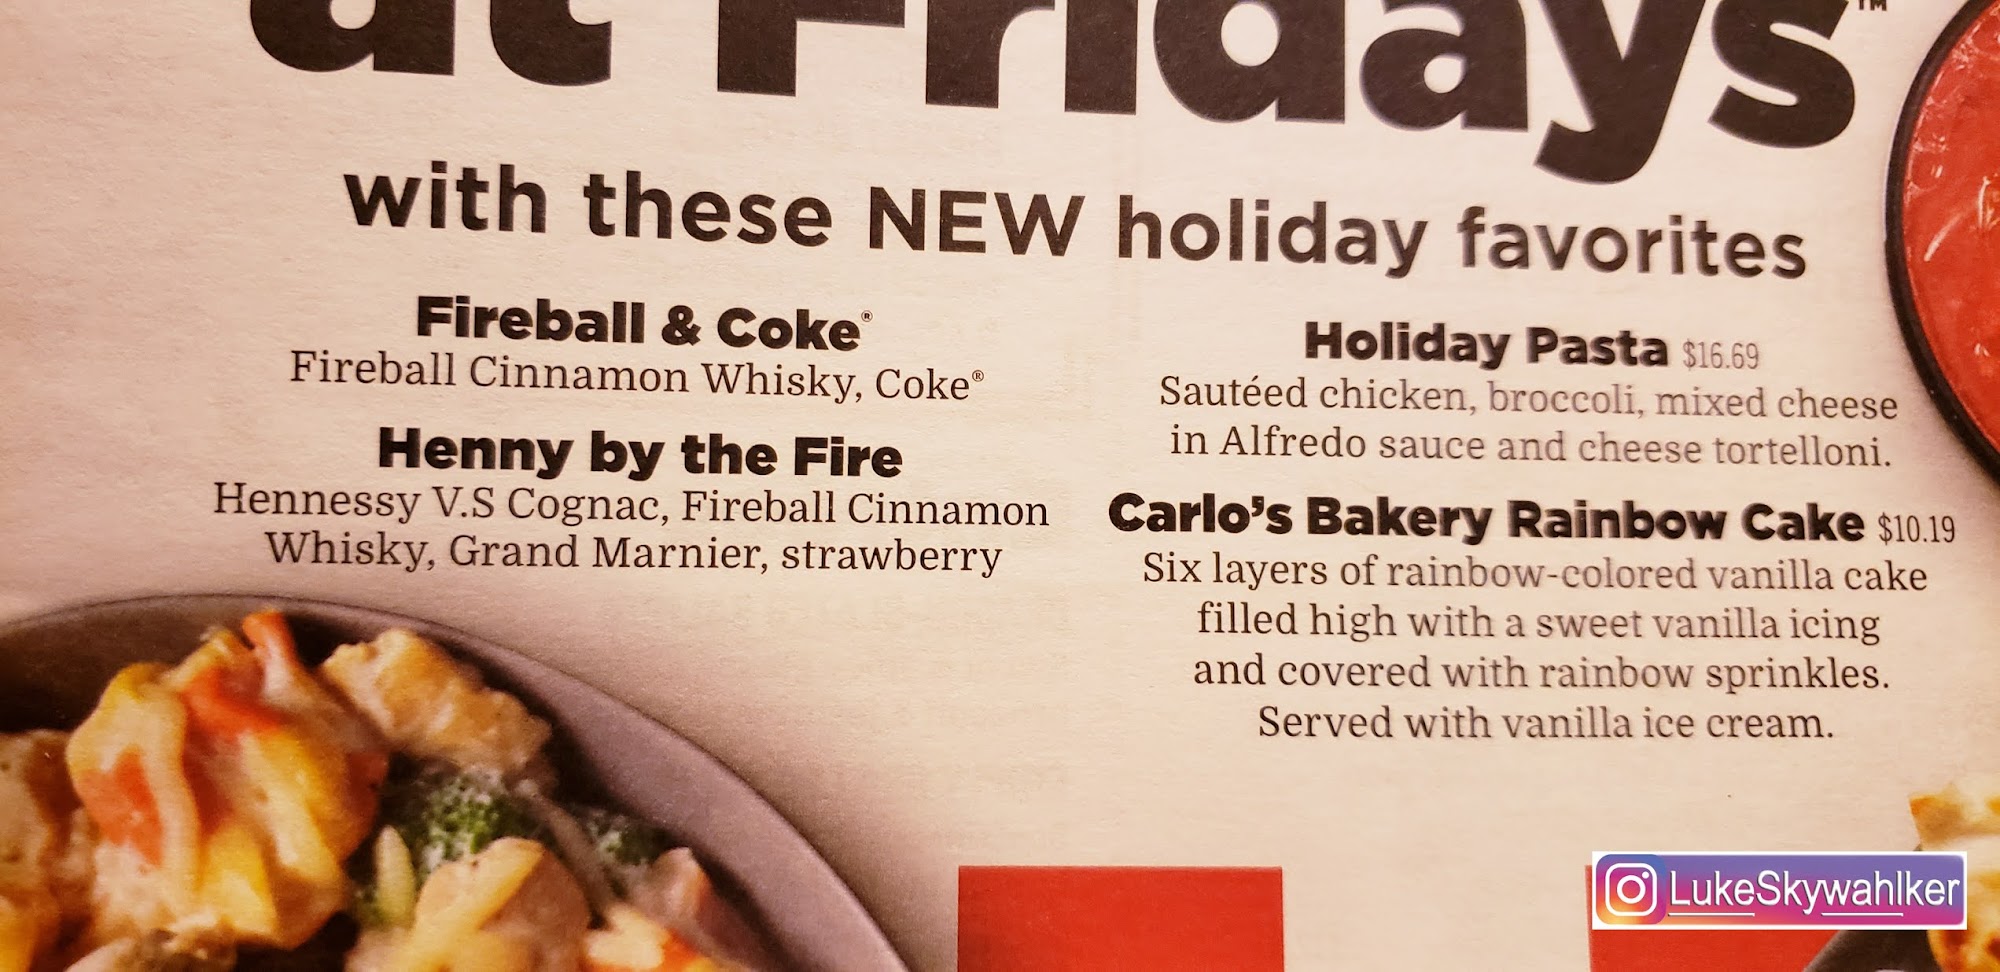 at Fridays™
with these NEW holiday favorites
Fireball & Coke®
Fireball Cinnamon Whisky, Coke®
Henny by the Fire
Hennessy V.S Cognac, Fireball Cinnamon
Whisky, Grand Marnier, strawberry
Holiday Pasta $16.69
Sautéed chicken, broccoli, mixed cheese
in Alfredo sauce and cheese tortelloni.
Carlo's Bakery Rainbow Cake $10.19
Six layers of rainbow-colored vanilla cake
filled high with a sweet vanilla icing
and covered with rainbow sprinkles.
Served with vanilla ice cream.
LukeSkywahlker